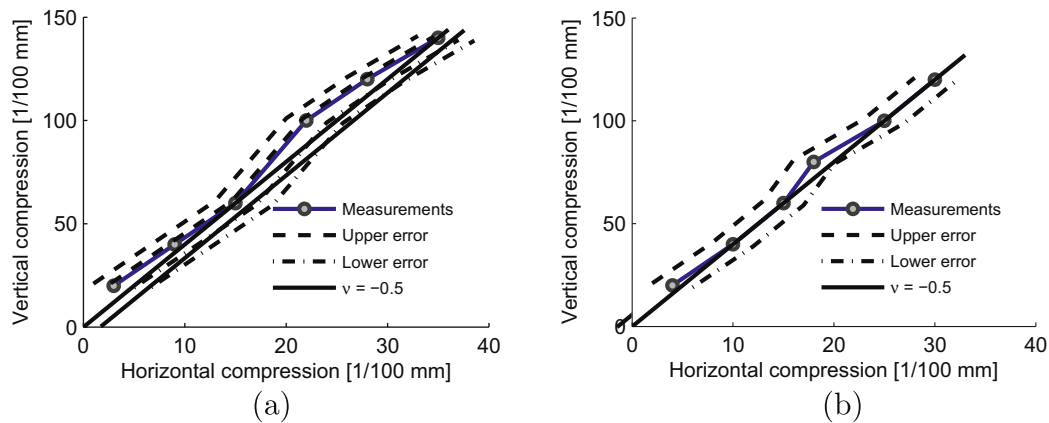 150
100
50
0
0
10
20
30
40
Vertical compression [1/100 mm]
Horizontal compression [1/100 mm]
Measurements
Upper error
Lower error
ν = −0.5
(a)
150
100
50
0
0
10
20
30
40
Vertical compression [1/100 mm]
Horizontal compression [1/100 mm]
Measurements
Upper error
Lower error
ν = −0.5
(b)